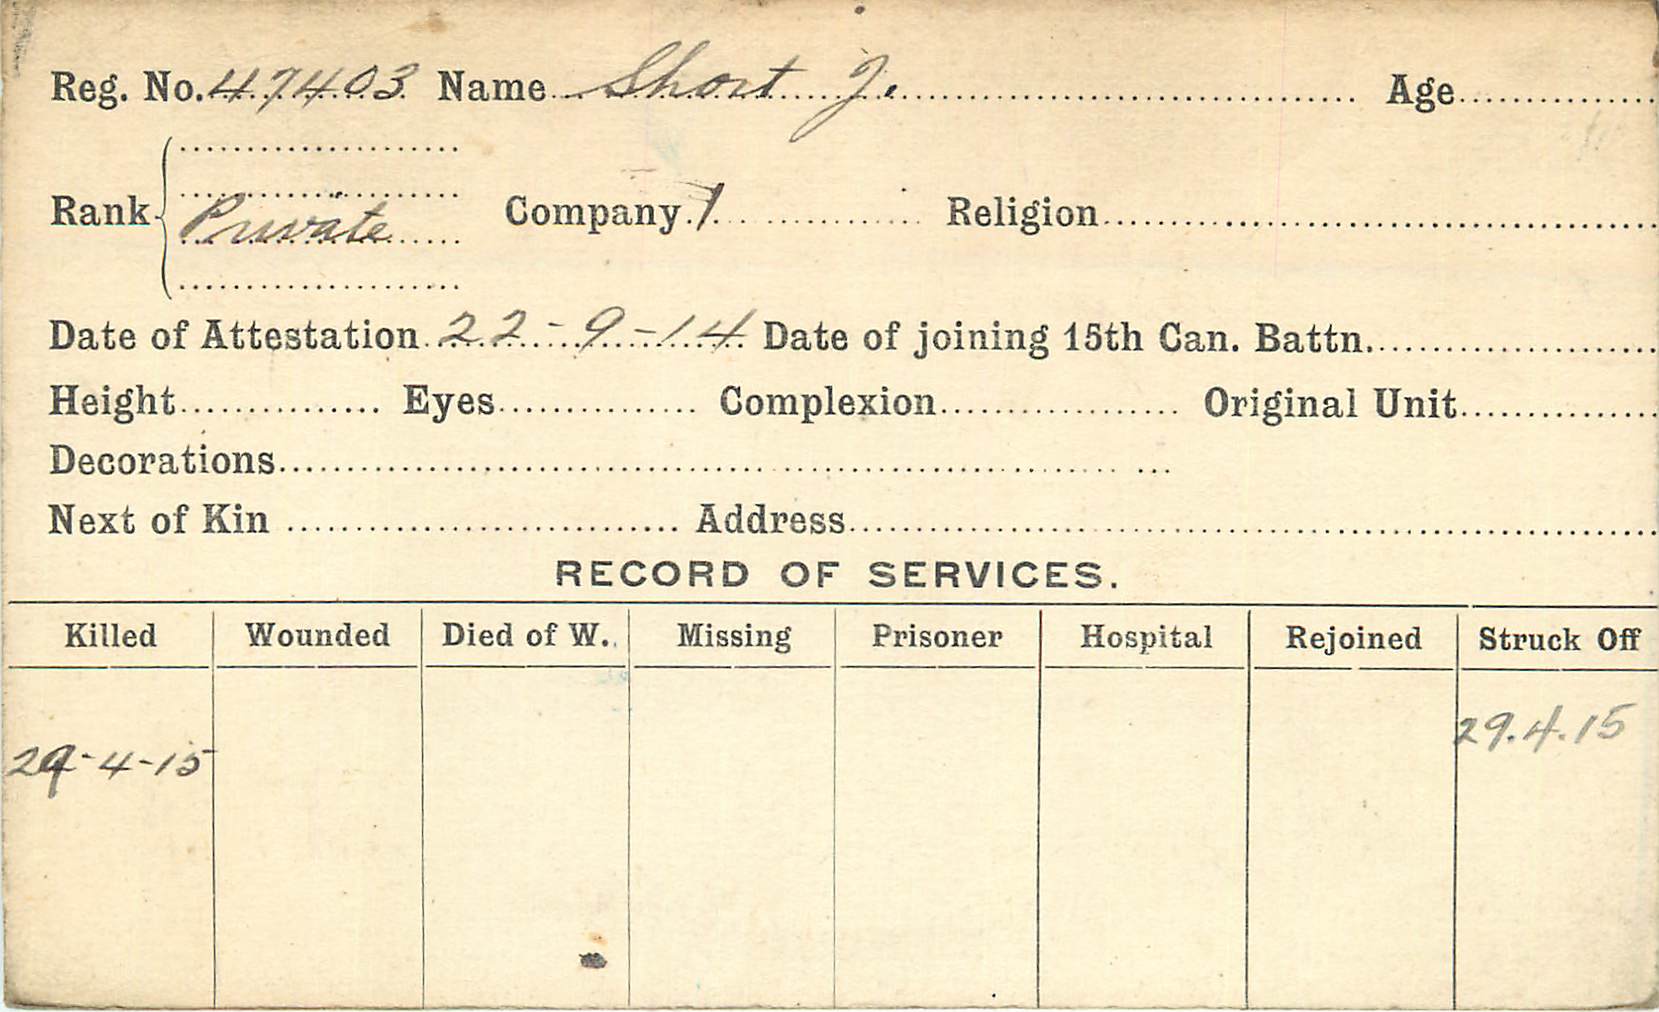 Reg. No. 47403 Name Short J. Age
Rank Private Company 1 Religion
Date of Attestation 22-9-14 Date of joining 15th Can. Battn.
Height Eyes Complexion Original Unit
Decorations
Next of Kin Address
RECORD OF SERVICES.
Killed Wounded Died of W. Missing Prisoner Hospital Rejoined Struck Off
29.4.15
29-4-15